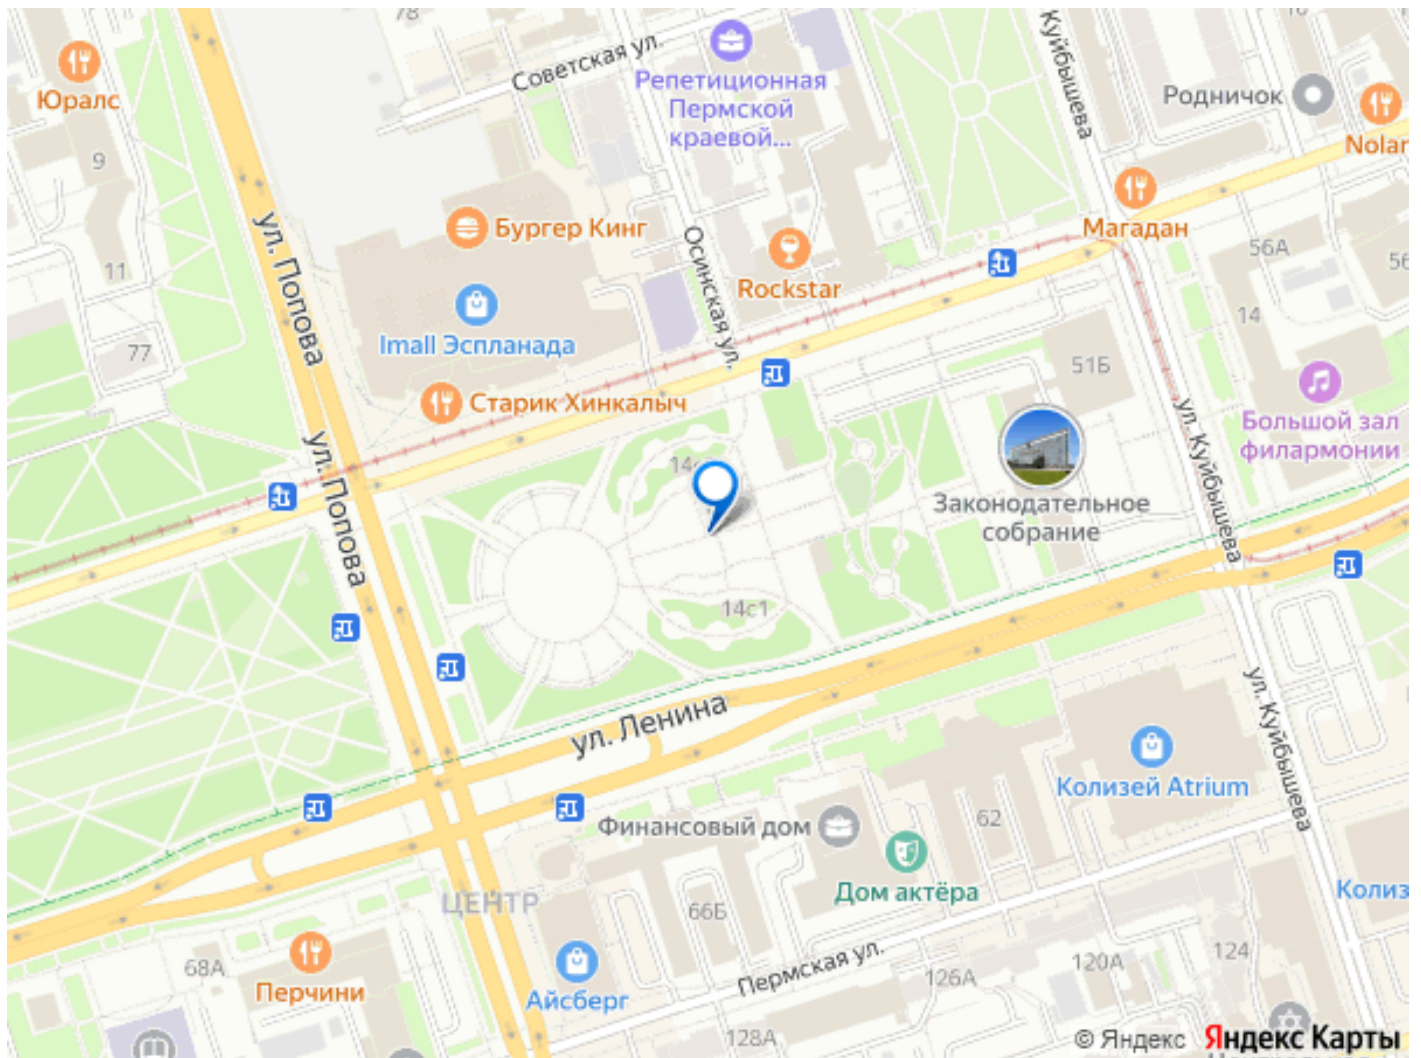 78
Юралс
Советская ул.
Репетиционная
Пермской
краевой...
Куйбышева
Родничок
Nolar
9
11
77
ул. Попова
Бургер Кинг
Осинская ул.
Rockstar
Магадан
56А
56
14
Imall Эспланада
Старик Хинкалыч
51Б
Большой зал
филармонии
ул. Куйбышева
ул. Попова
Законодательное
собрание
14с1
ул. Ленина
ул. Куйбышева
Колизей Atrium
Финансовый дом
62
Дом актёра
Колиз
ЦЕНТР
66Б
68А
Перчини
Айсберг
Пермская ул.
126А
120А
124
128А
© Яндекс Яндекс Карты